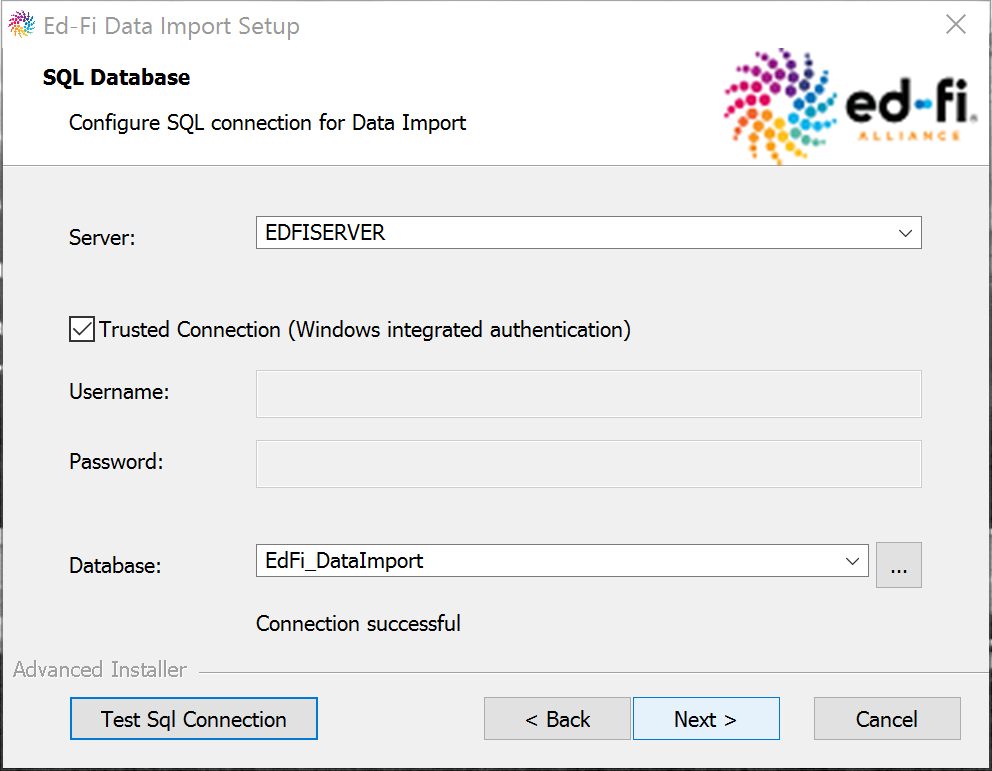 Ed-Fi Data Import Setup
SQL Database
Configure SQL connection for Data Import
ed-fi®
ALLIANCE
Server:
EDFISERVER
Trusted Connection (Windows integrated authentication)
Username:
Password:
Database:
EdFi_DataImport
...
Connection successful
Advanced Installer
Test Sql Connection
< Back
Next >
Cancel